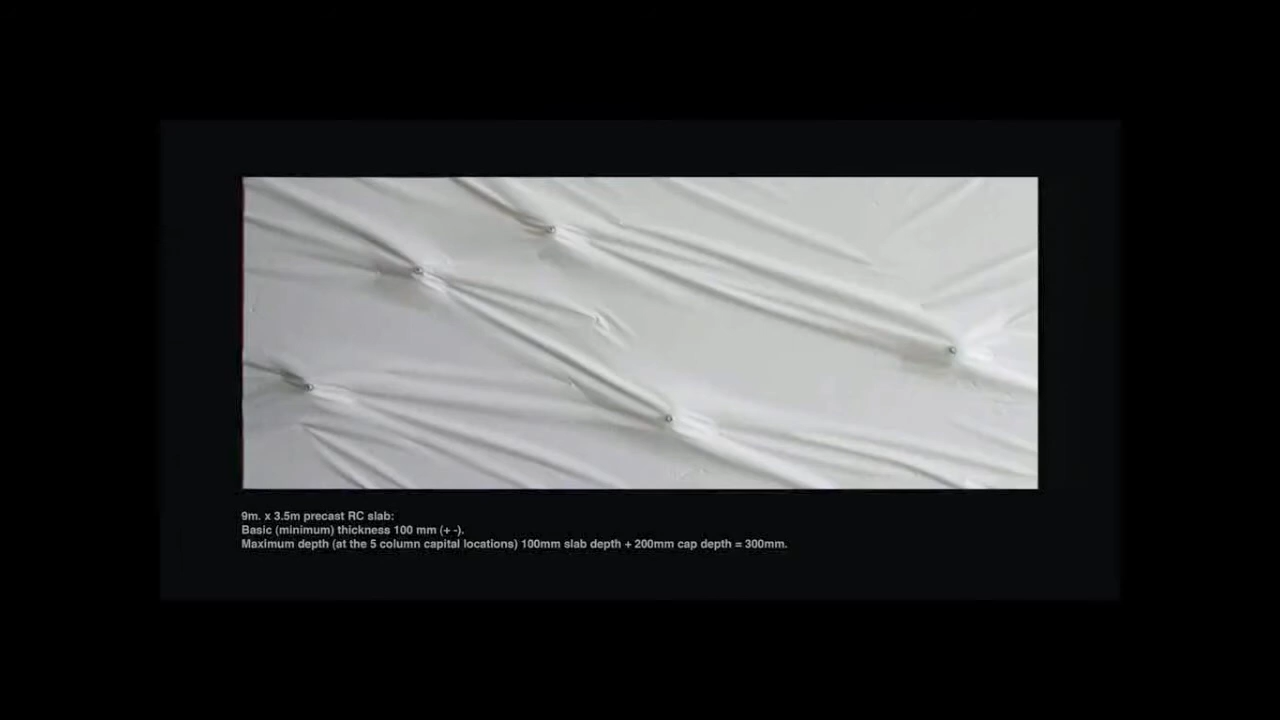 9m. x 3.5m precast RC slab:
Basic (minimum) thickness 100 mm (+ -).
Maximum depth (at the 5 column capital locations) 100mm slab depth + 200mm cap depth = 300mm.